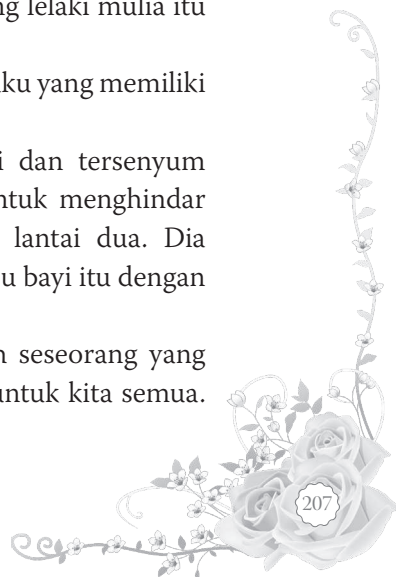 lelaki mulia itu
ku yang memiliki
dan tersenyum
menghindar
lantai dua. Dia
bayi itu dengan
seseorang yang
untuk kita semua.
207